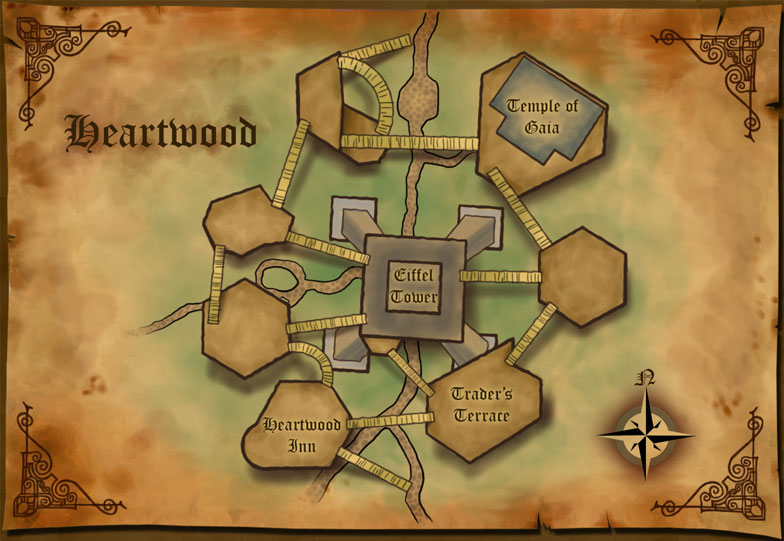 Heartwood
Temple of
Gaia
Eiffel
Tower
N
Trader's
Terrace
Heartwood
Inn